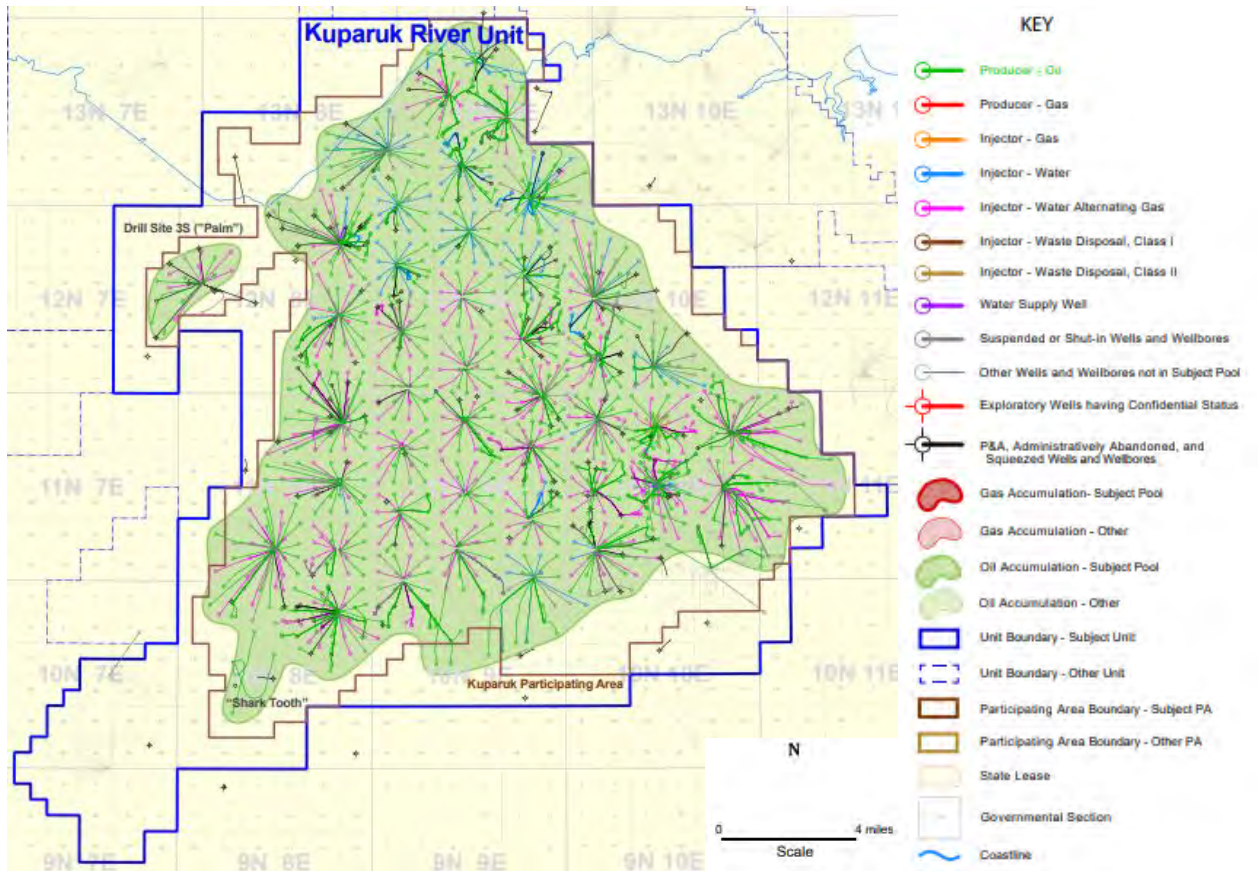 Kuparuk River Unit
13N 7E
13N 8E
13N 10E
13N 1
Drill Site 3S ("Palm")
12N 7E
12N 11E
11N 7E
10N 7E
8E
10N 9E
10N 10E
10N 11E
"Shark Tooth"
Kuparuk Participating Area
9N 7E
9N 8E
9N 9E
9N 10E
N
0
4 miles
Scale
KEY
Producer - Oil
Producer - Gas
Injector - Gas
Injector - Water
Injector - Water Alternating Gas
Injector - Waste Disposal, Class I
Injector - Waste Disposal, Class II
Water Supply Well
Suspended or Shut-in Wells and Wellbores
Other Wells and Wellbores not in Subject Pool
Exploratory Wells having Confidential Status
P&A, Administratively Abandoned, and
Squeezed Wells and Wellbores
Gas Accumulation- Subject Pool
Gas Accumulation - Other
Oil Accumulation - Subject Pool
Oil Accumulation - Other
Unit Boundary - Subject Unit
Unit Boundary - Other Unit
Participating Area Boundary - Subject PA
Participating Area Boundary - Other PA
State Lease
Governmental Section
Coastline